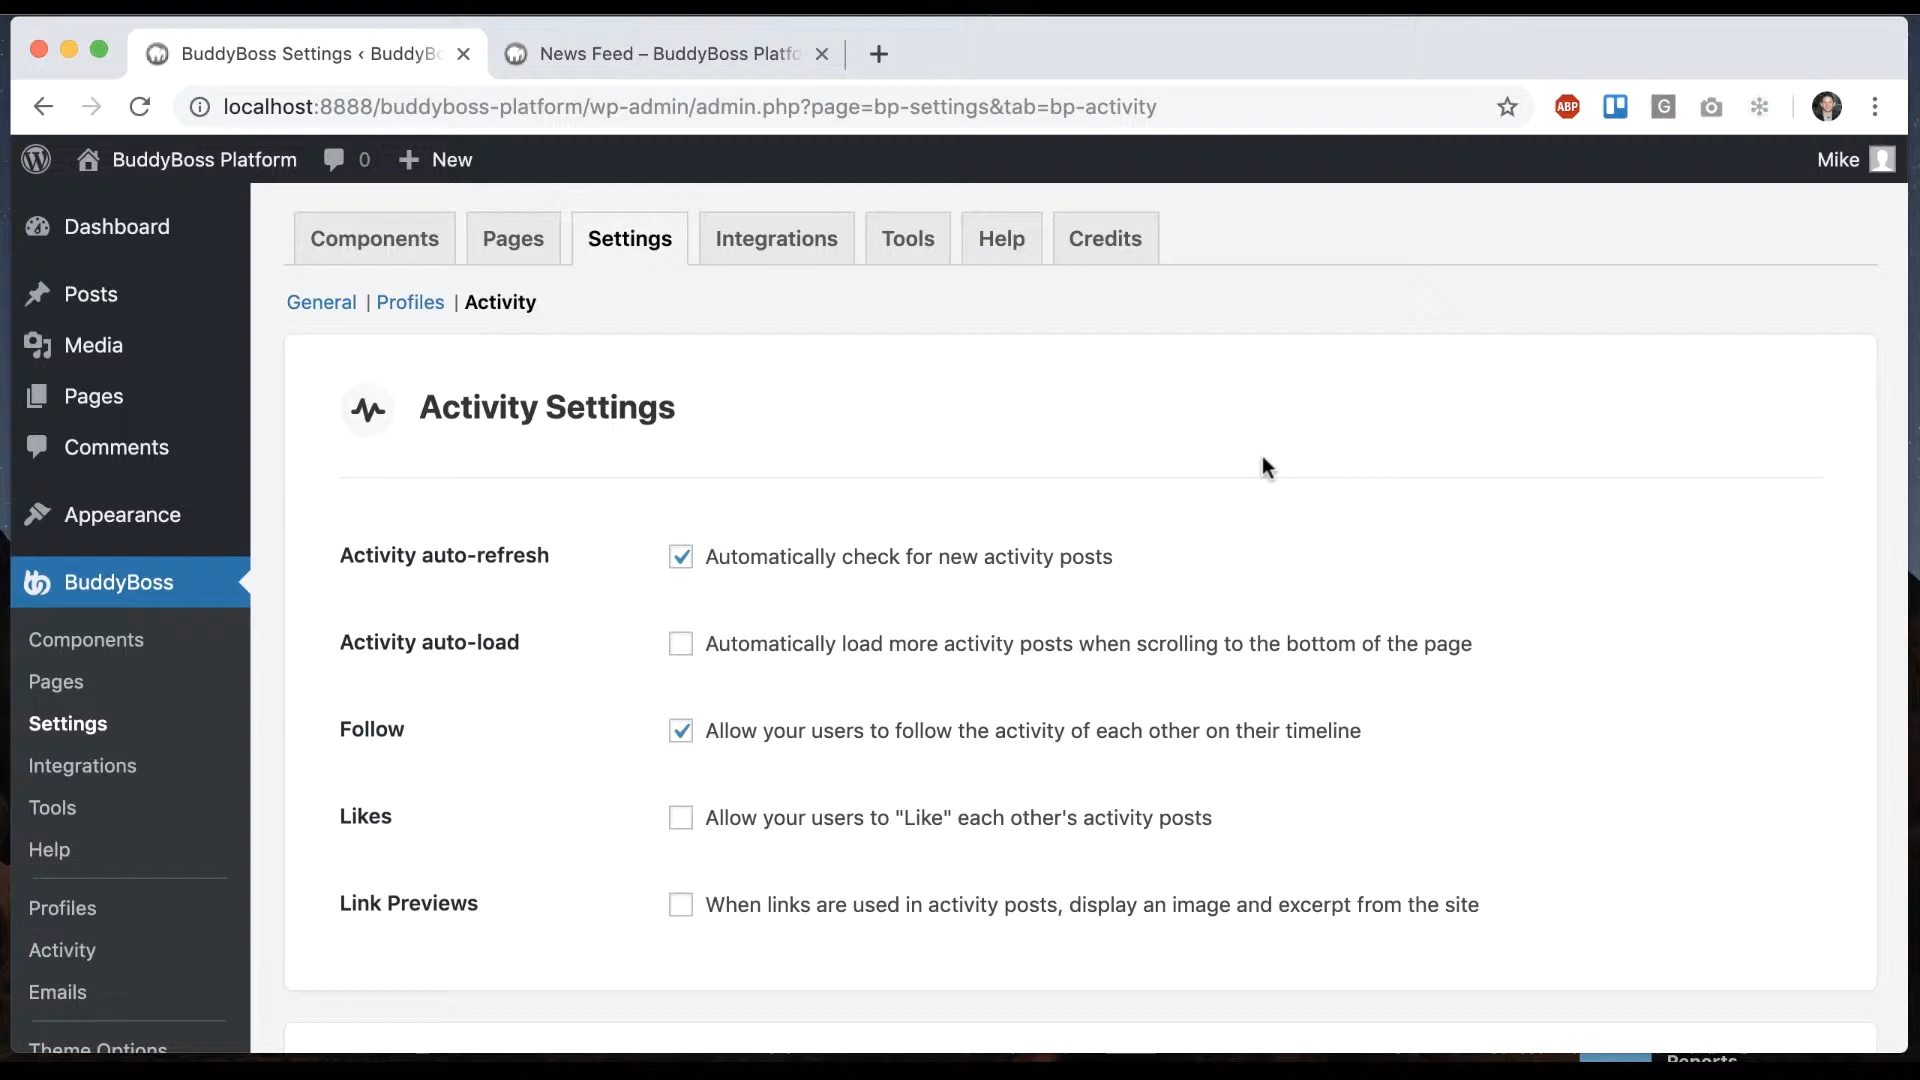 BuddyBoss Settings ‹ BuddyBo
News Feed – BuddyBoss Platfo
localhost:8888/buddyboss-platform/wp-admin/admin.php?page=bp-settings&tab=bp-activity
ABP
G
BuddyBoss Platform
0
New
Mike
Dashboard
Posts
Media
Pages
Comments
Appearance
BuddyBoss
Components
Pages
Settings
Integrations
Tools
Help
Profiles
Activity
Emails
Theme Options
Components
Pages
Settings
Integrations
Tools
Help
Credits
General | Profiles | Activity
Activity Settings
Activity auto-refresh
Automatically check for new activity posts
Activity auto-load
Automatically load more activity posts when scrolling to the bottom of the page
Follow
Allow your users to follow the activity of each other on their timeline
Likes
Allow your users to "Like" each other's activity posts
Link Previews
When links are used in activity posts, display an image and excerpt from the site
Reports